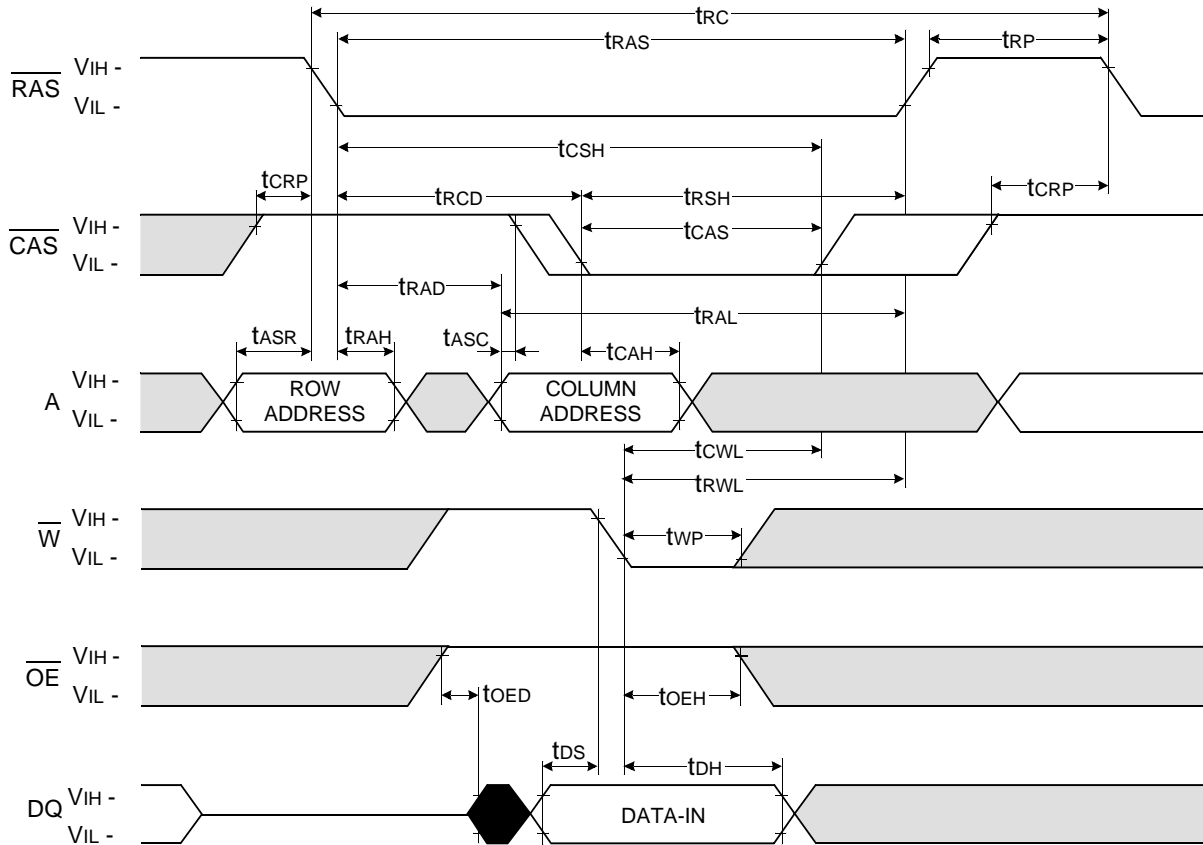 tRC
tRAS
tRP
RAS
VIH -
VIL -
tCSH
tCRP
tRCD
tRSH
tCRP
CAS
VIH -
VIL -
tCAS
tRAD
tRAL
tASR
tRAH
tASC
tCAH
A
VIH -
VIL -
ROW
ADDRESS
COLUMN
ADDRESS
tCWL
tRWL
W
VIH -
VIL -
tWP
OE
VIH -
VIL -
tOED
tOEH
tDS
tDH
DQ
VIH -
VIL -
DATA-IN